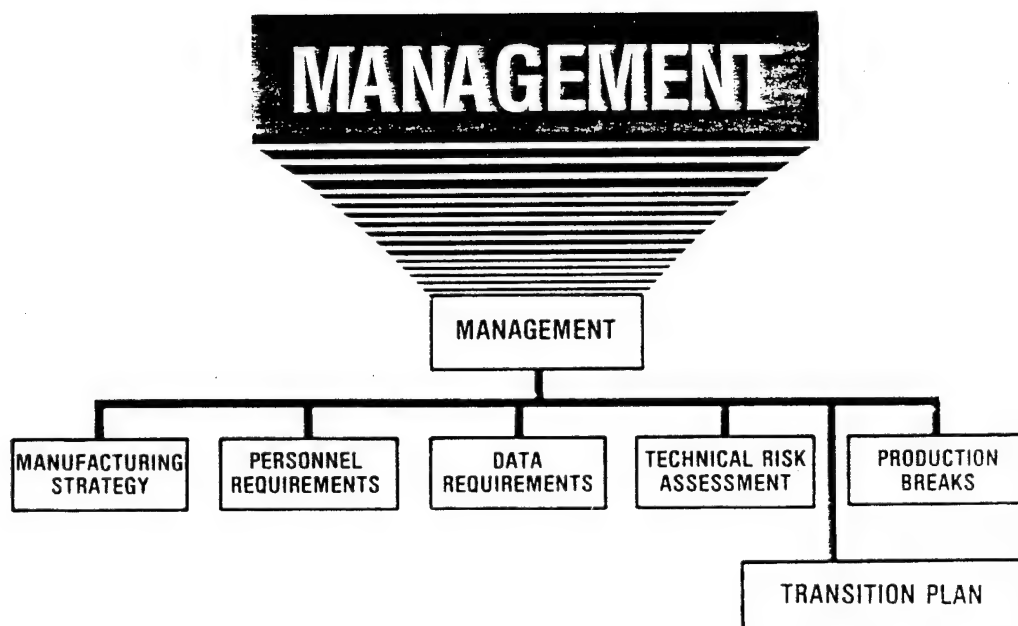 MANAGEMENT
MANAGEMENT
MANUFACTURING
STRATEGY
PERSONNEL
REQUIREMENTS
DATA
REQUIREMENTS
TECHNICAL RISK
ASSESSMENT
PRODUCTION
BREAKS
TRANSITION PLAN